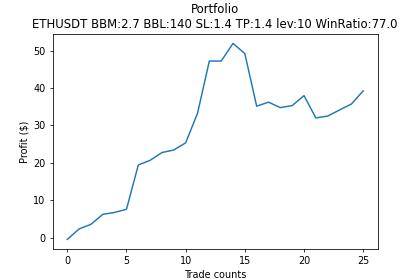 Portfolio
ETHUSDT BBM:2.7 BBL:140 SL:1.4 TP:1.4 lev:10 WinRatio:77.0
50
40
30
20
10
0
Profit ($)
0 5 10 15 20 25
Trade counts